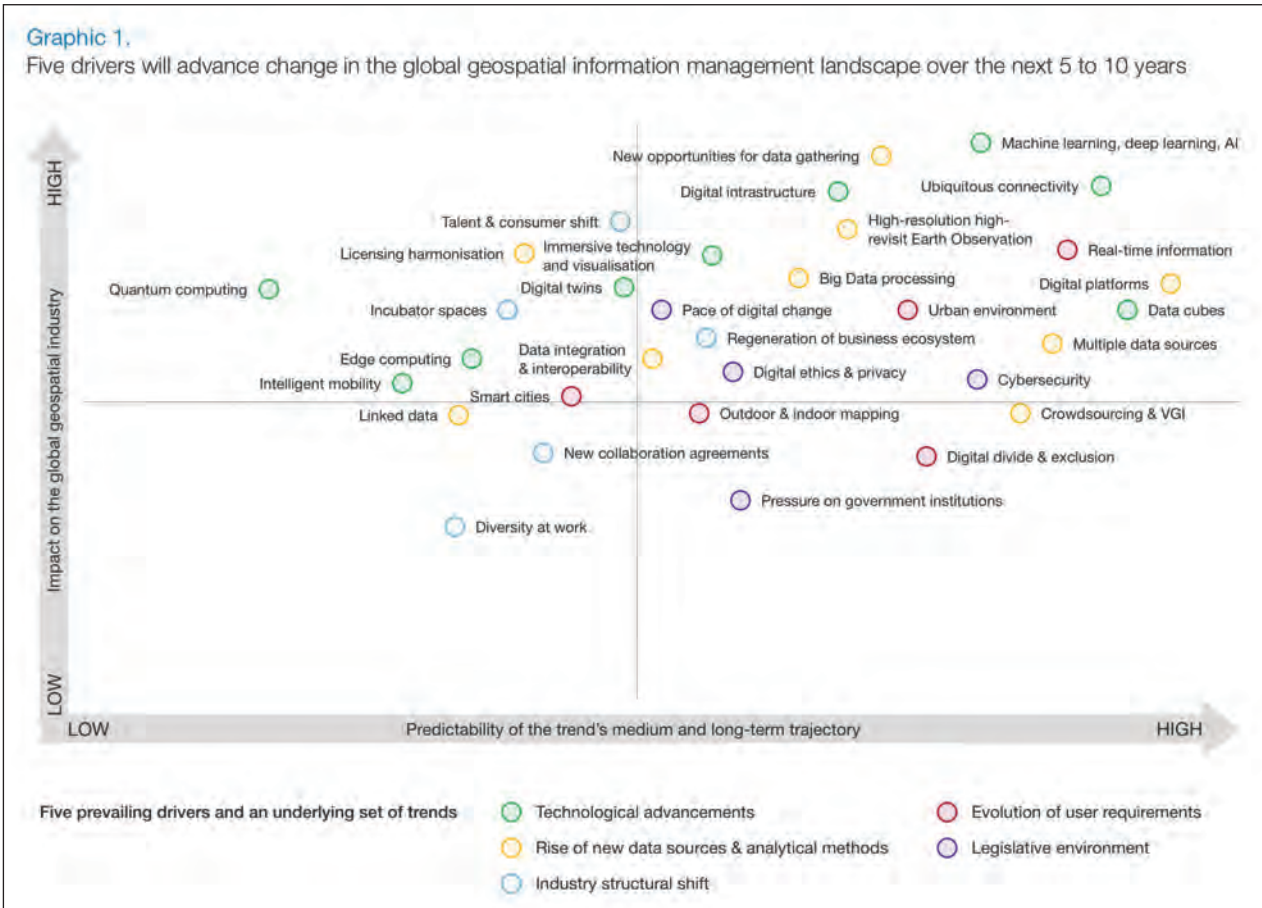 Graphic 1.
Five drivers will advance change in the global geospatial information management landscape over the next 5 to 10 years
HIGH
Impact on the global geospatial industry
LOW
Machine learning, deep learning, AI
New opportunities for data gathering
Digital intrastructure
Ubiquitous connectivity
Talent & consumer shift
High-resolution high-
revisit Earth Observation
Licensing harmonisation
Immersive technology
and visualisation
Real-time information
Big Data processing
Digital platforms
Quantum computing
Digital twins
Incubator spaces
Pace of digital change
Urban environment
Data cubes
Regeneration of business ecosystem
Multiple data sources
Edge computing
Data integration
& interoperability
Digital ethics & privacy
Cybersecurity
Intelligent mobility
Smart cities
Linked data
Outdoor & indoor mapping
Crowdsourcing & VGI
New collaboration agreements
Digital divide & exclusion
Pressure on government institutions
Diversity at work
LOW
Predictability of the trend's medium and long-term trajectory
HIGH
Five prevailing drivers and an underlying set of trends
Technological advancements
Rise of new data sources & analytical methods
Industry structural shift
Evolution of user requirements
Legislative environment